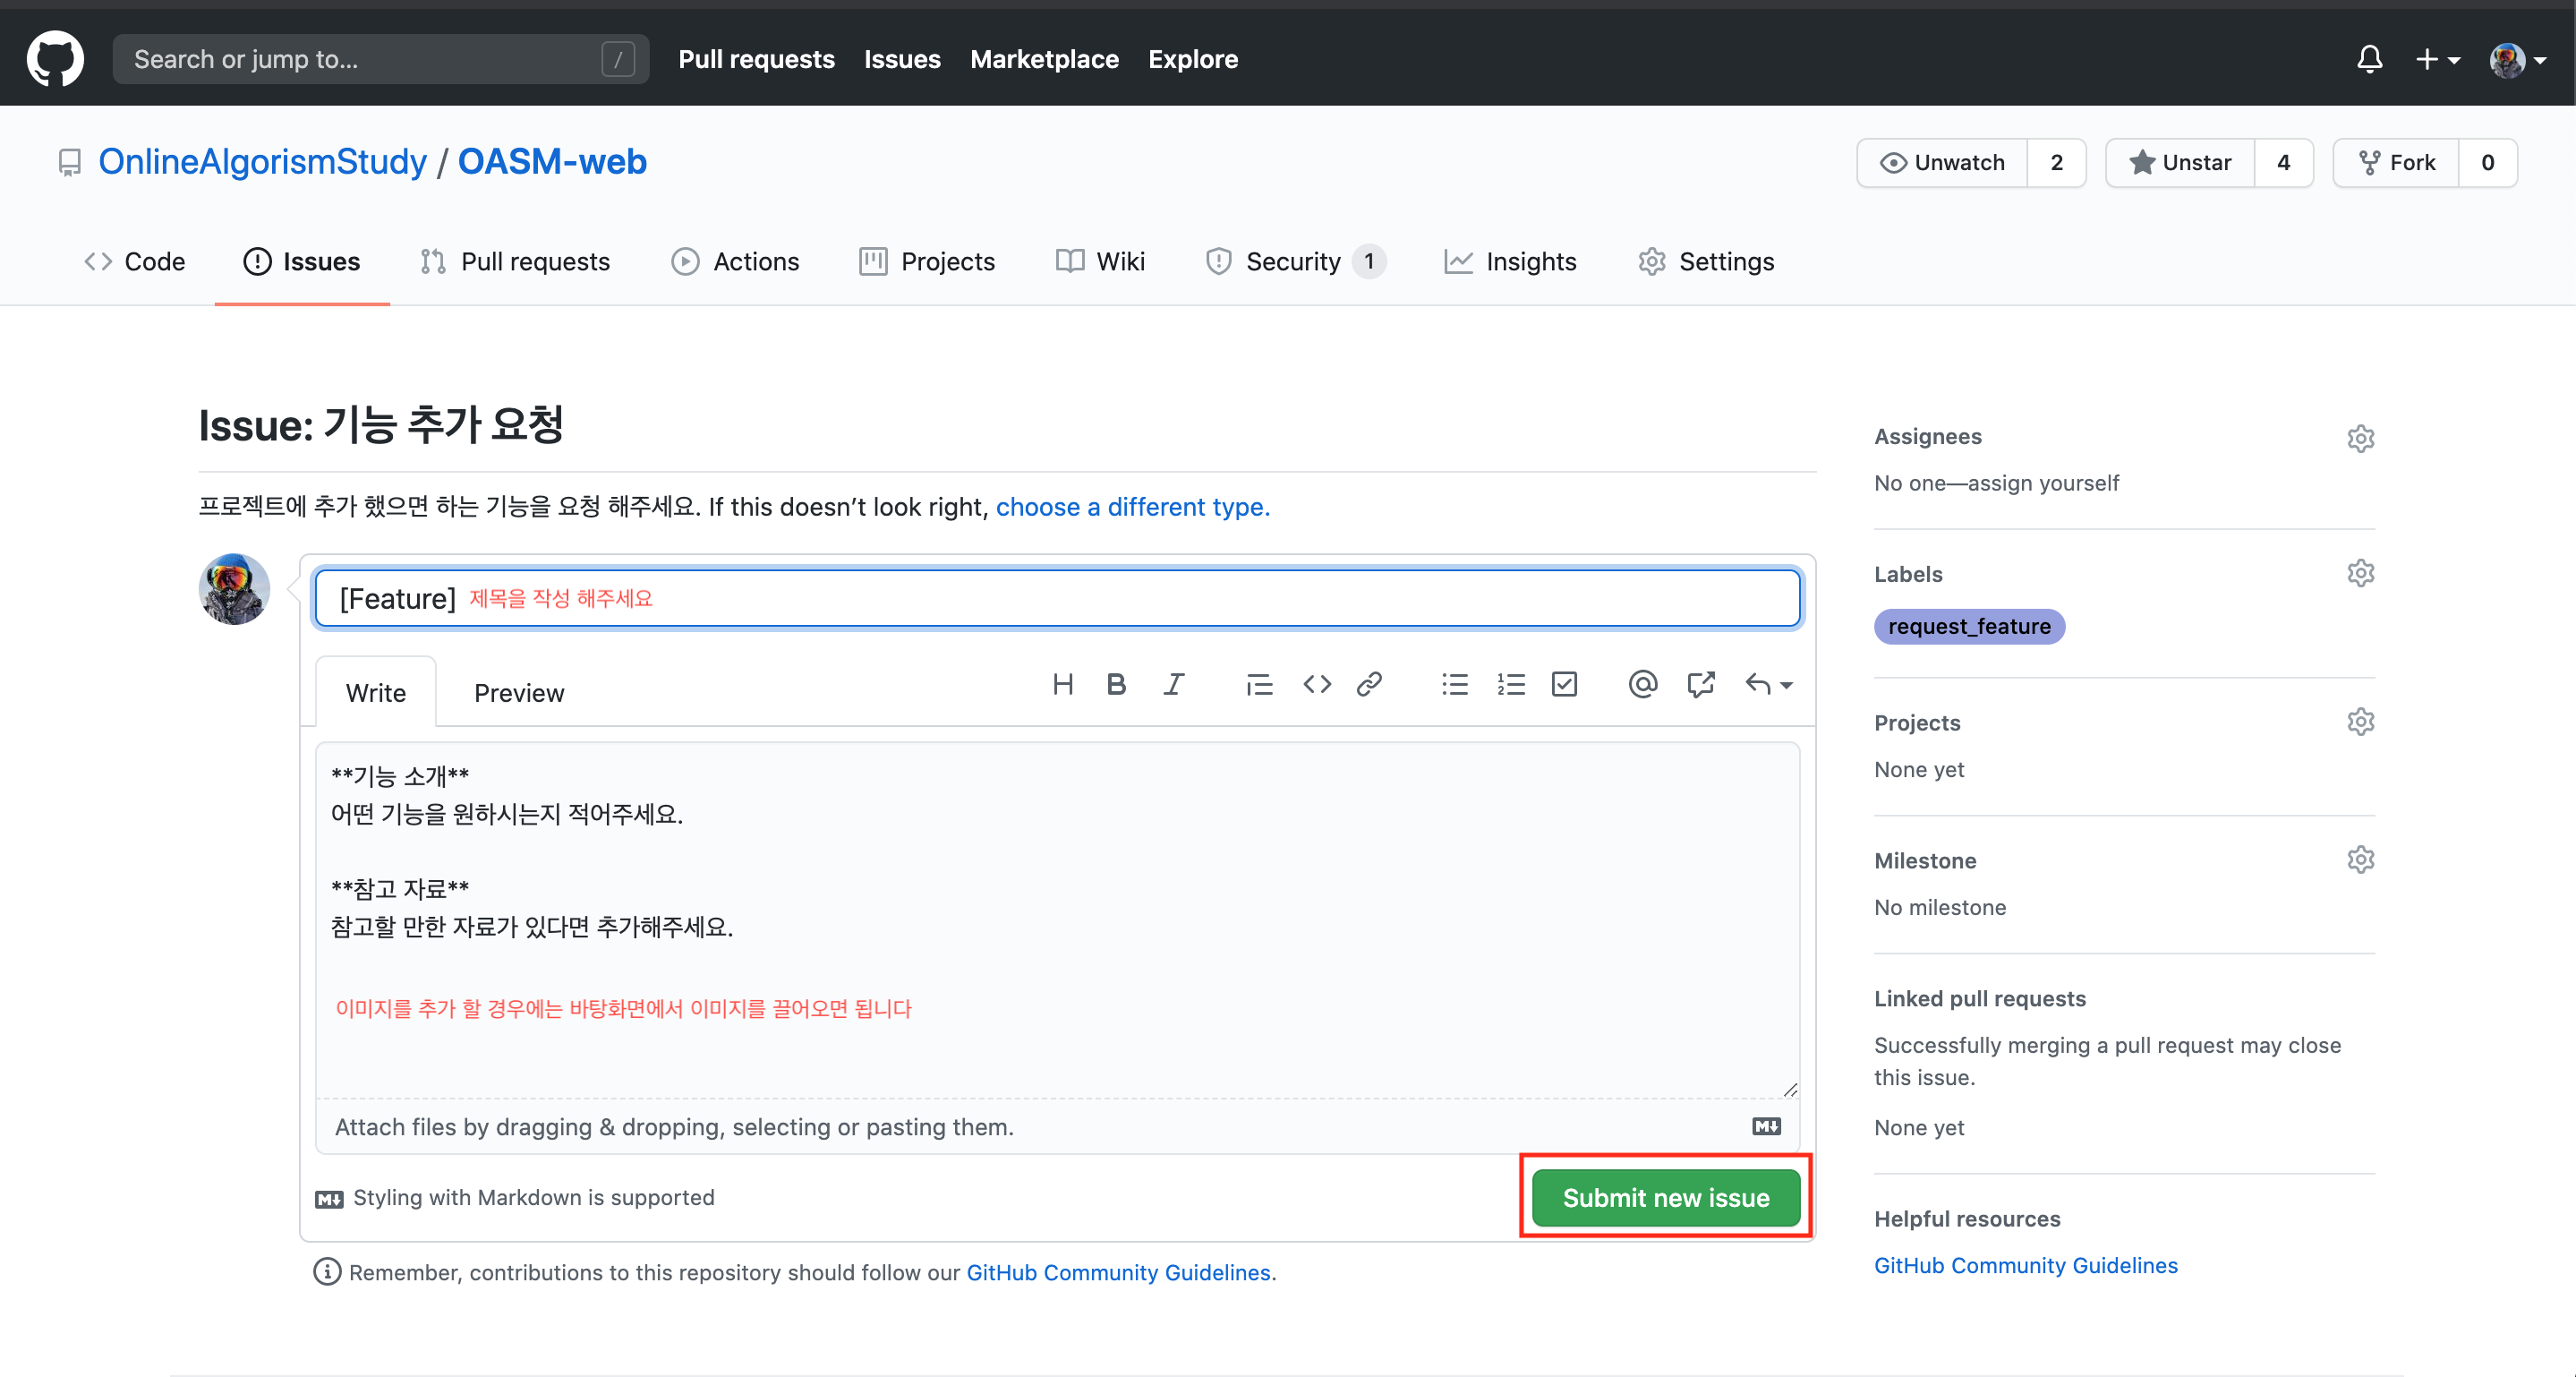 Search or jump to... /
Pull requests Issues Marketplace Explore
OnlineAlgorismStudy / OASM-web
Unwatch 2 Unstar 4 Fork 0
Code Issues Pull requests Actions Projects Wiki Security 1 Insights Settings
Issue: 기능 추가 요청
프로젝트에 추가 했으면 하는 기능을 요청 해주세요. If this doesn’t look right, choose a different type.
[Feature] 제목을 작성 해주세요
Write Preview
**기능 소개**
어떤 기능을 원하시는지 적어주세요.
**참고 자료**
참고할 만한 자료가 있다면 추가해주세요.
이미지를 추가 할 경우에는 바탕화면에서 이미지를 끌어오면 됩니다
Attach files by dragging & dropping, selecting or pasting them.
Styling with Markdown is supported
Submit new issue
Remember, contributions to this repository should follow our GitHub Community Guidelines.
Assignees
No one—assign yourself
Labels
request_feature
Projects
None yet
Milestone
No milestone
Linked pull requests
Successfully merging a pull request may close
this issue.
None yet
Helpful resources
GitHub Community Guidelines